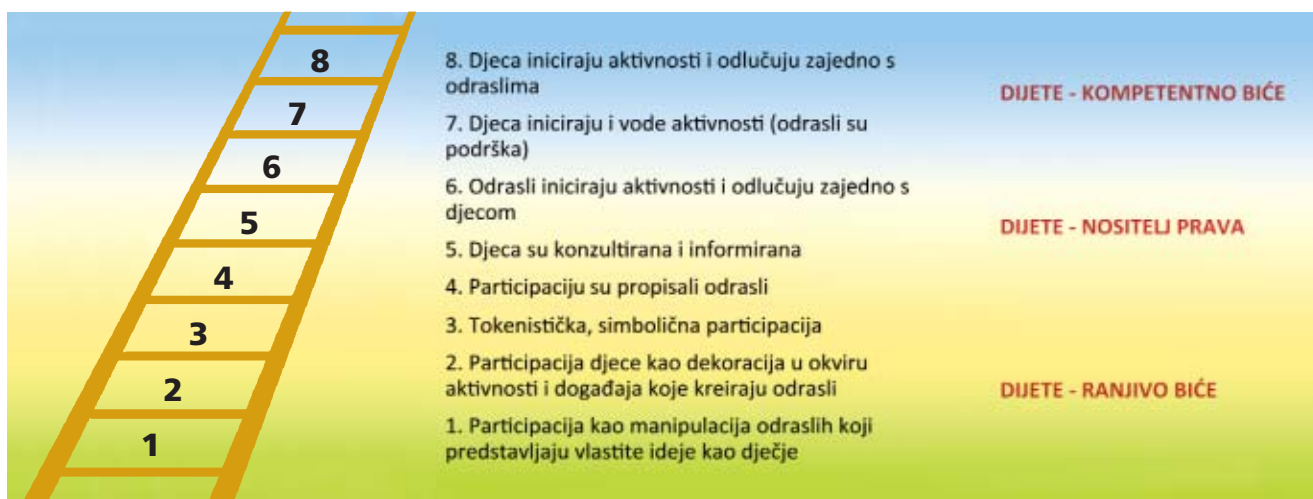 8
7
6
5
4
3
2
1
8. Djeca iniciraju aktivnosti i odlučuju zajedno s
odraslima
7. Djeca iniciraju i vode aktivnosti (odrasli su
podrška)
6. Odrasli iniciraju aktivnosti i odlučuju zajedno s
djecom
5. Djeca su konzultirana i informirana
4. Participaciju su propisali odrasli
3. Tokenistička, simbolična participacija
2. Participacija djece kao dekoracija u okviru
aktivnosti i događaja koje kreiraju odrasli
1. Participacija kao manipulacija odraslih koji
predstavljaju vlastite ideje kao dječje
DIJETE - KOMPETENTNO BIĆE
DIJETE - NOSITELJ PRAVA
DIJETE - RANJIVO BIĆE